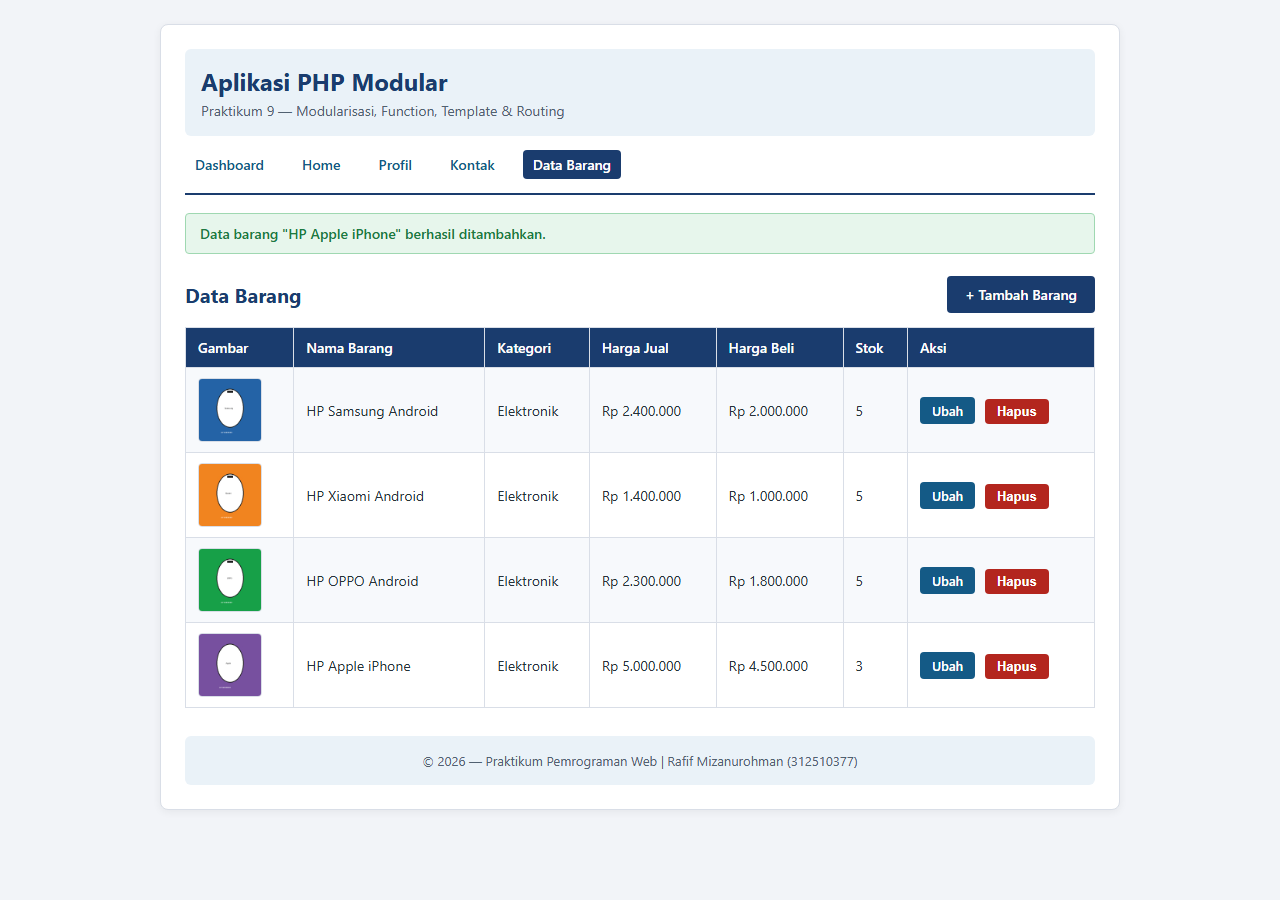 Aplikasi PHP Modular
Praktikum 9 — Modularisasi, Function, Template & Routing
Dashboard Home Profil Kontak Data Barang
Data barang "HP Apple iPhone" berhasil ditambahkan.
Data Barang + Tambah Barang
Gambar Nama Barang Kategori Harga Jual Harga Beli Stok Aksi
HP Samsung Android Elektronik Rp 2.400.000 Rp 2.000.000 5 Ubah Hapus
HP Xiaomi Android Elektronik Rp 1.400.000 Rp 1.000.000 5 Ubah Hapus
HP OPPO Android Elektronik Rp 2.300.000 Rp 1.800.000 5 Ubah Hapus
HP Apple iPhone Elektronik Rp 5.000.000 Rp 4.500.000 3 Ubah Hapus
© 2026 — Praktikum Pemrograman Web | Rafif Mizanurohman (312510377)